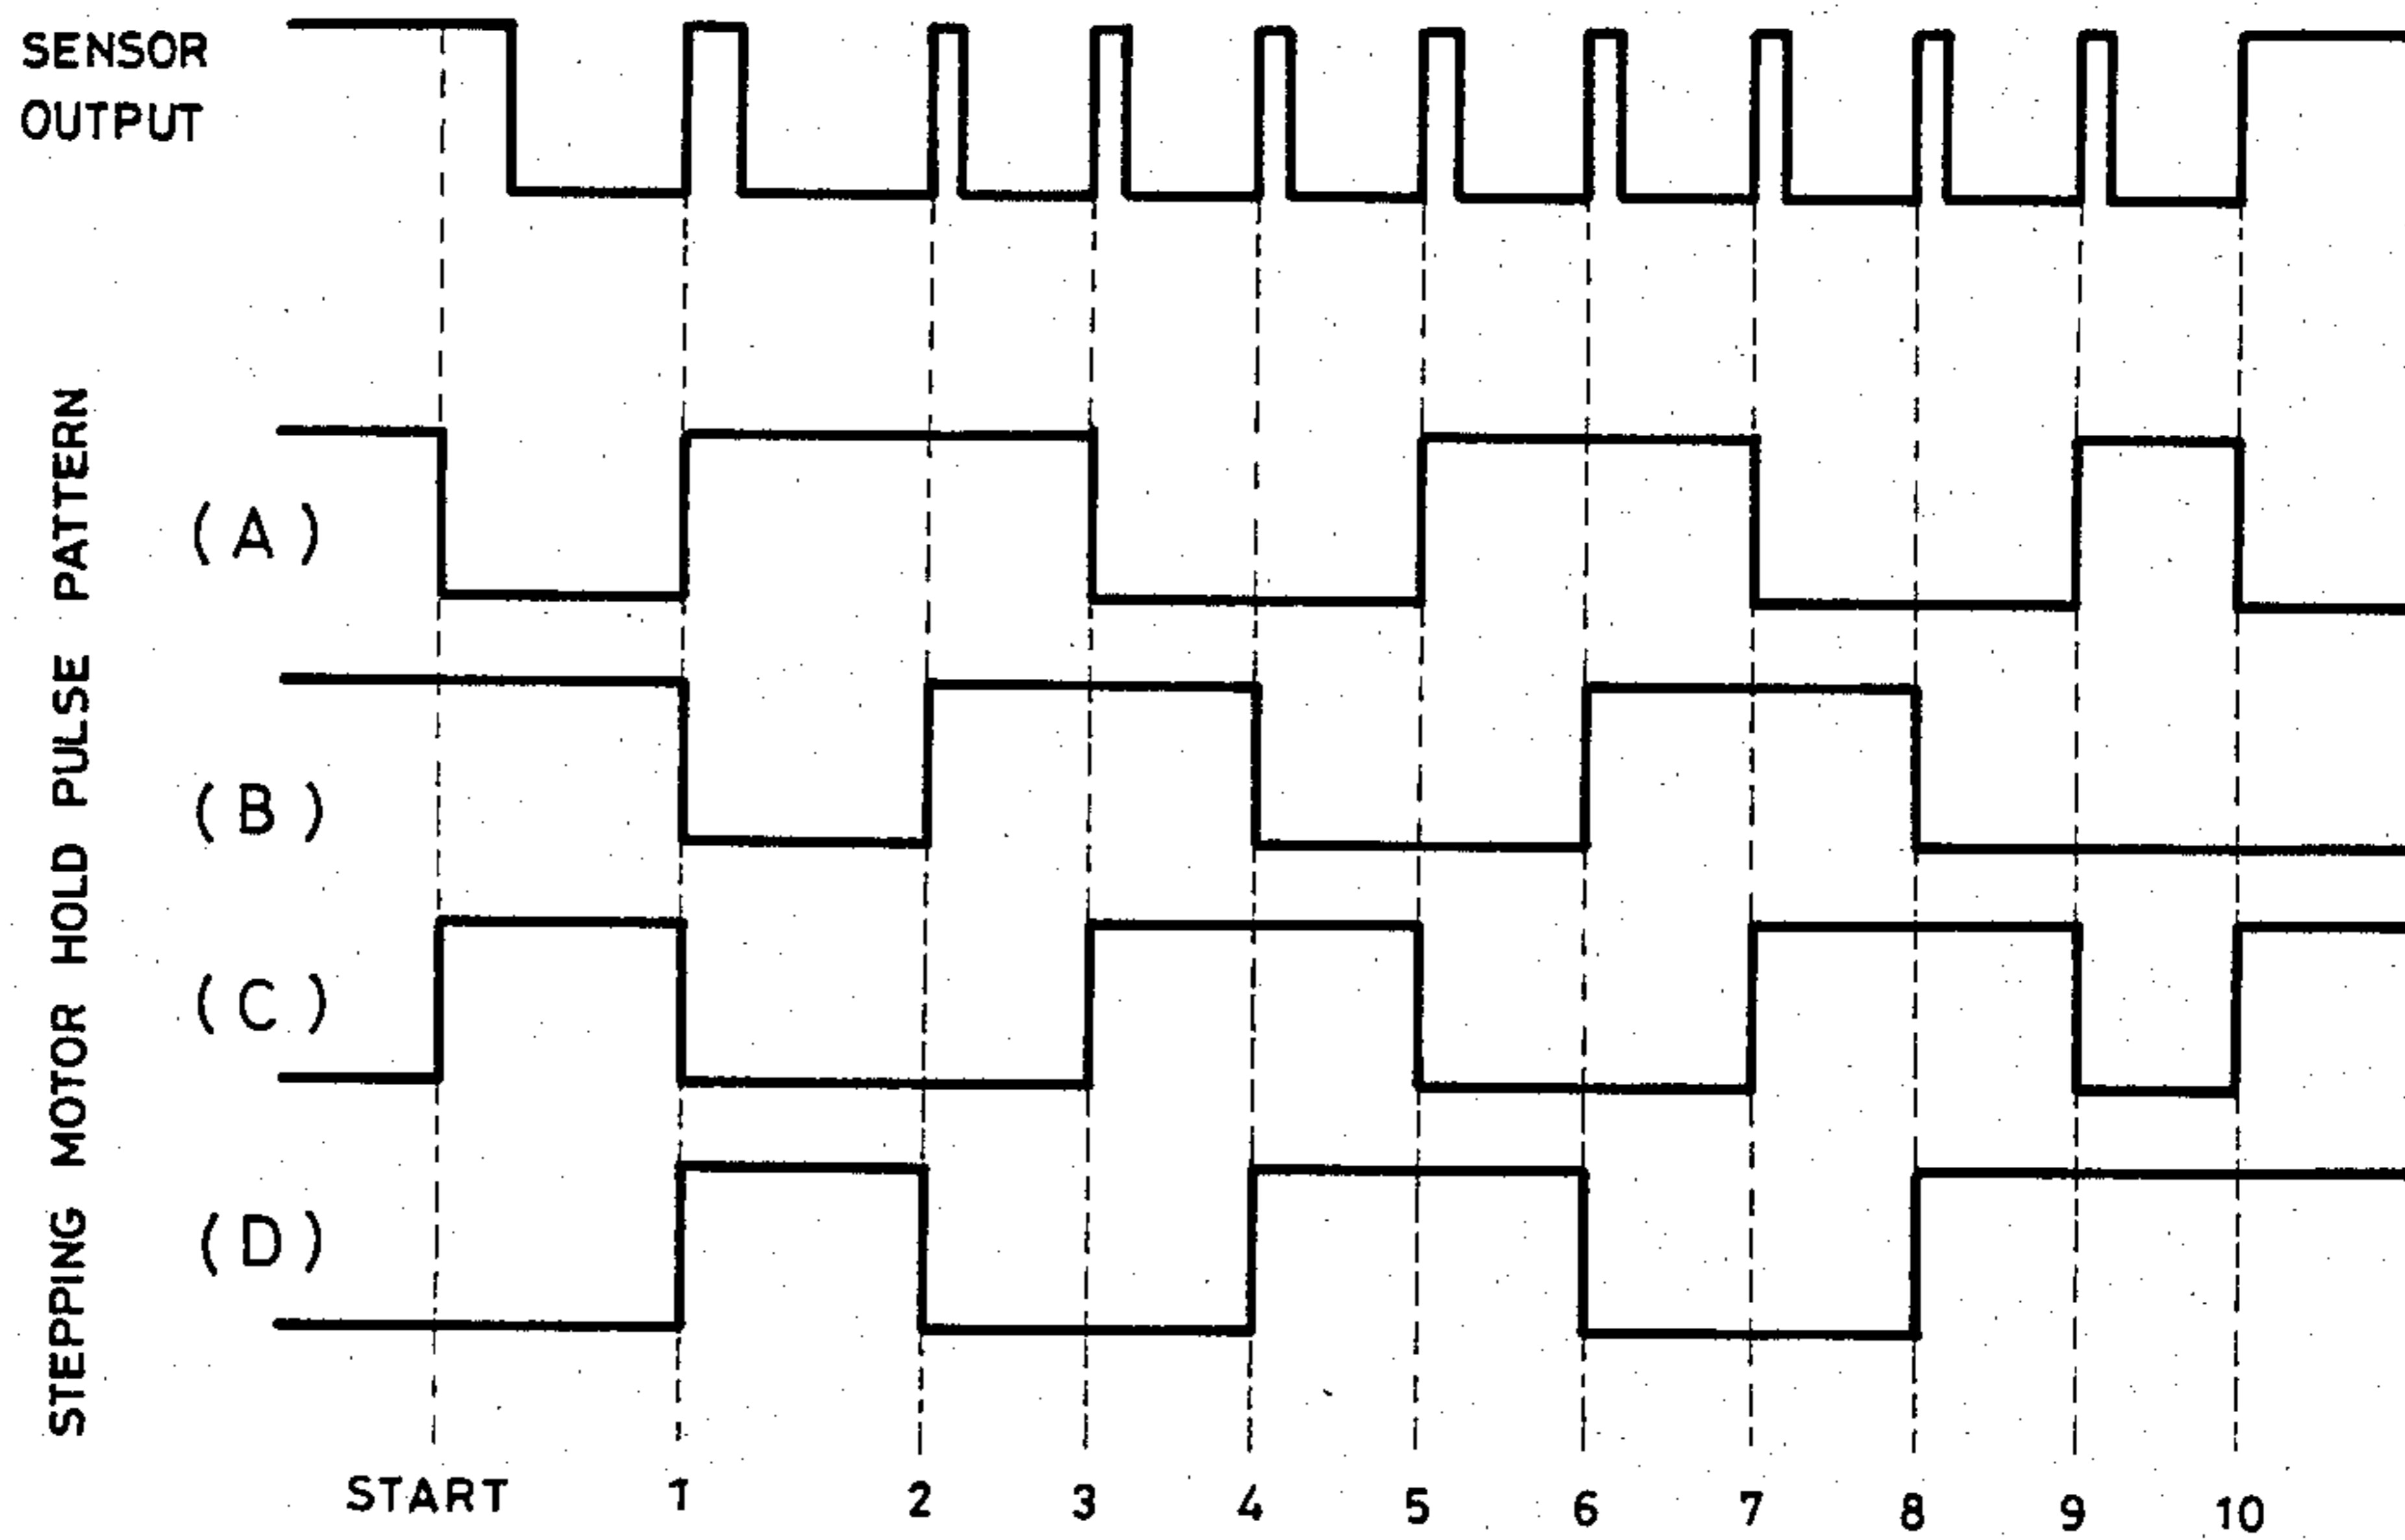 SENSOR
OUTPUT
STEPPING MOTOR HOLD PULSE PATTERN
(A)
(B)
(C)
(D)
START 1 2 3 4 5 6 7 8 9 10